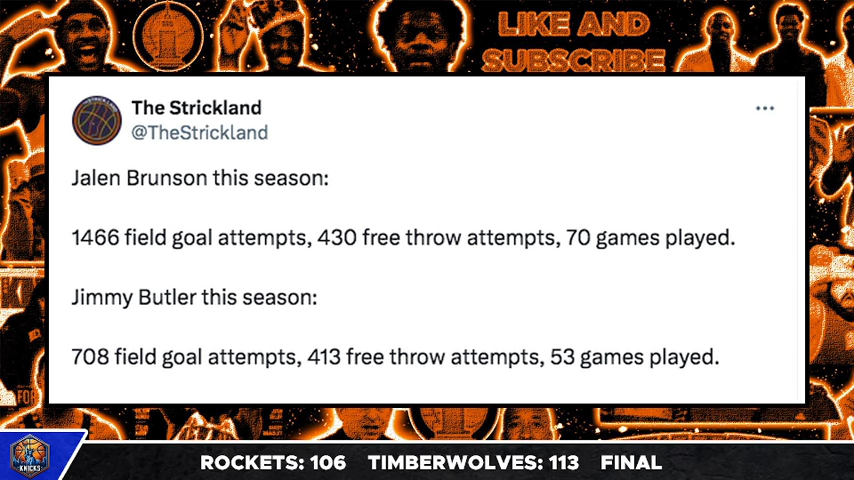 LIKE AND
SUBSCRIBE
The Strickland
@TheStrickland
Jalen Brunson this season:
1466 field goal attempts, 430 free throw attempts, 70 games played.
Jimmy Butler this season:
708 field goal attempts, 413 free throw attempts, 53 games played.
FOR
KNICKS
ROCKETS: 106 TIMBERWOLVES: 113 FINAL